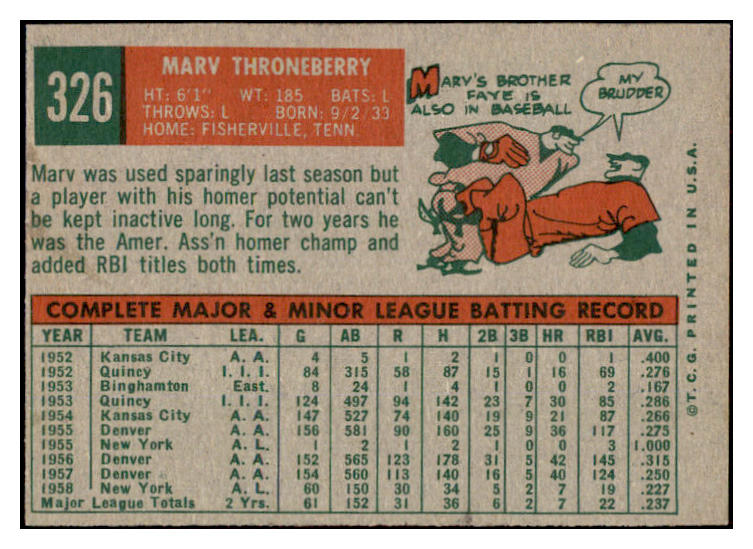 326
MARV THRONEBERRY
HT: 6'1" WT: 185 BATS: L
THROWS: L BORN: 9/2/33
HOME: FISHERVILLE, TENN
MARV'S BROTHER
FAYE IS
ALSO IN BASEBALL
MY
BRUDDER
Marv was used sparingly last season but
a player with his homer potential can't
be kept inactive long. For two years he
was the Amer. Ass'n homer champ and
added RBI titles both times.
COMPLETE MAJOR & MINOR LEAGUE BATTING RECORD
YEAR TEAM LEA. G AB R H 2B 3B HR RBI AVG.
1952 Kansas City A. A. 4 5 1 2 1 0 0 1 .400
1952 Quincy I. I. I. 84 315 58 87 15 1 16 69 .276
1953 Binghamton East. 8 24 1 4 1 0 0 2 .167
1953 Quincy I. I. I. 124 497 94 142 23 7 30 85 .286
1954 Kansas City A. A. 147 527 74 140 19 9 21 87 .266
1955 Denver A. A. 156 581 90 160 25 9 36 117 .275
1955 New York A. L. 1 2 1 2 1 0 0 3 1.000
1956 Denver A. A. 152 565 123 178 31 5 42 145 .315
1957 Denver A. A. 154 560 113 140 16 5 40 124 .250
1958 New York A. L. 60 150 30 34 5 2 7 19 .227
Major League Totals 2 Yrs. 61 152 31 36 6 2 7 22 .237
©T.C.G. PRINTED IN U.S.A.